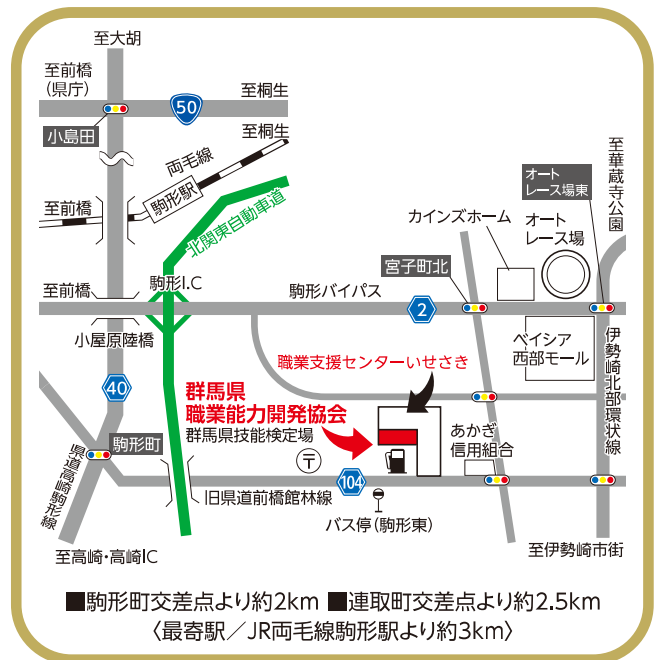 至大胡
至前橋
(県庁)
至桐生
50
小島田
至桐生
両毛線
駒形駅
至前橋
北関東自動車道
至華蔵寺公園
オート
レース場東
カインズホーム
オート
レース場
宮子町北
駒形I.C
至前橋
駒形バイパス
2
小屋原陸橋
ベイシア
西部モール
伊勢崎北部環状線
職業支援センターいせさき
40
群馬県
職業能力開発協会
群馬県技能検定場
駒形町
あかぎ
信用組合
〒
県道高崎駒形線
104
旧県道前橋館林線
バス停(駒形東)
至高崎・高崎IC
至伊勢崎市街
■駒形町交差点より約2km ■連取町交差点より約2.5km
〈最寄駅／JR両毛線駒形駅より約3km〉